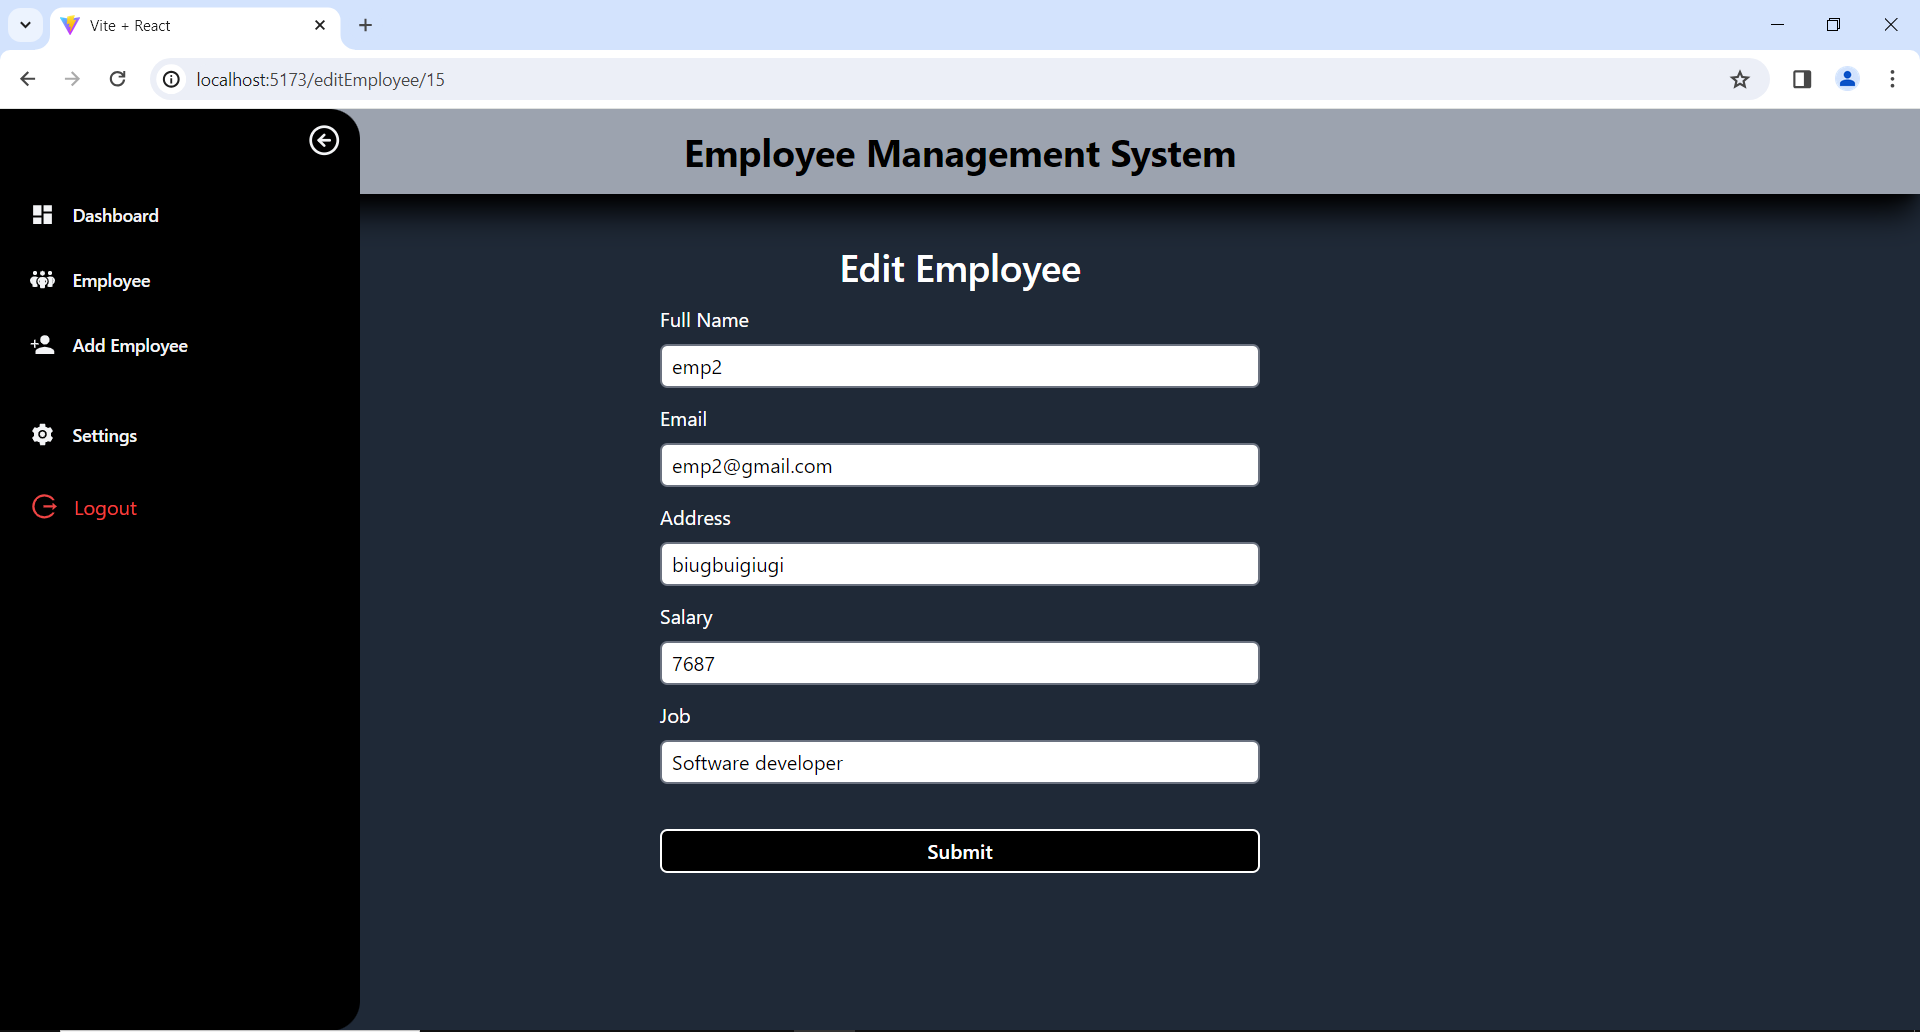 Vite + React
localhost:5173/editEmployee/15
Employee Management System
Dashboard
Employee
Add Employee
Settings
Logout
Edit Employee
Full Name
emp2
Email
emp2@gmail.com
Address
biugbuigiugi
Salary
7687
Job
Software developer
Submit